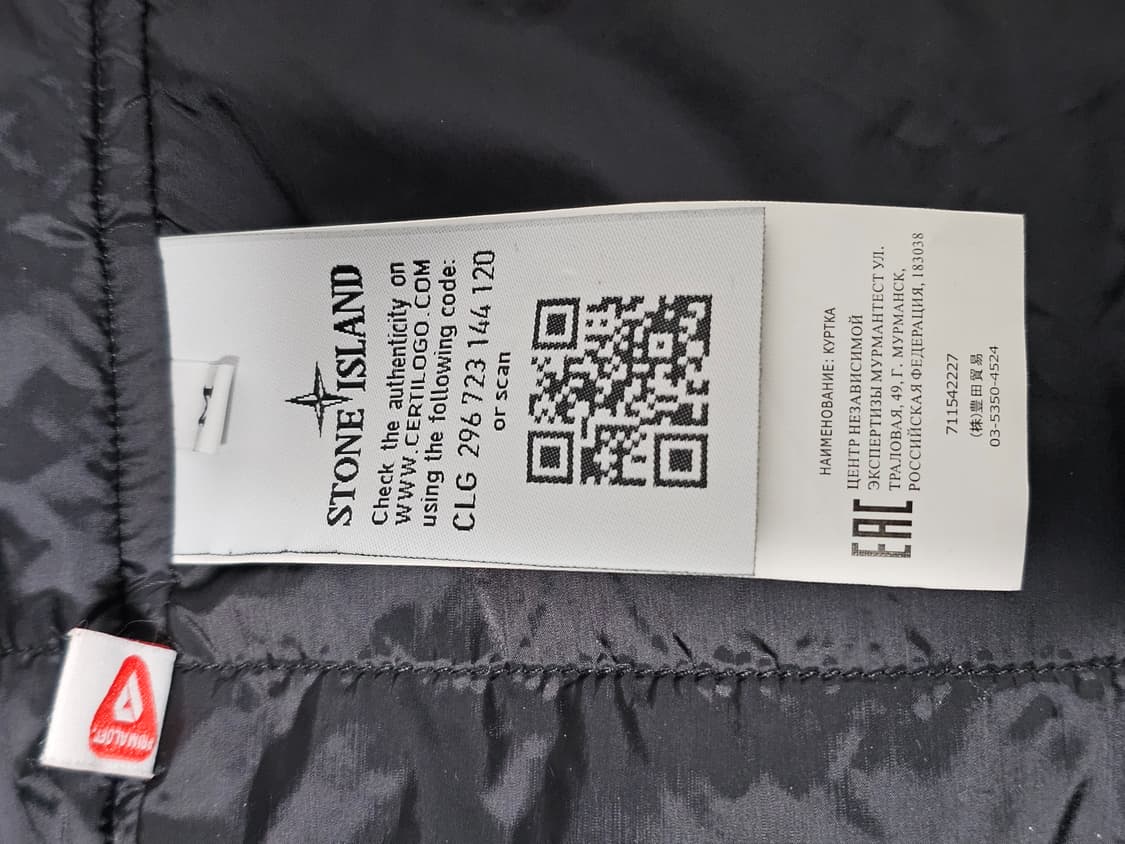 STONE ISLAND
Check the authenticity on
WWW.CERTILOGO.COM
using the following code:
CLG 296 723 144 120
or scan
НАИМЕНОВАНИЕ: КУРТКА
ЦЕНТР НЕЗАВИСИМОЙ
ЭКСПЕРТИЗЫ МУРМАНТЕСТ УЛ.
ТРАЛОВАЯ, 49, Г. МУРМАНСК,
РОССИЙСКАЯ ФЕДЕРАЦИЯ, 183038
EAC
711542227
(株)豊田貿易
03-5350-4524
PRIMALOFT